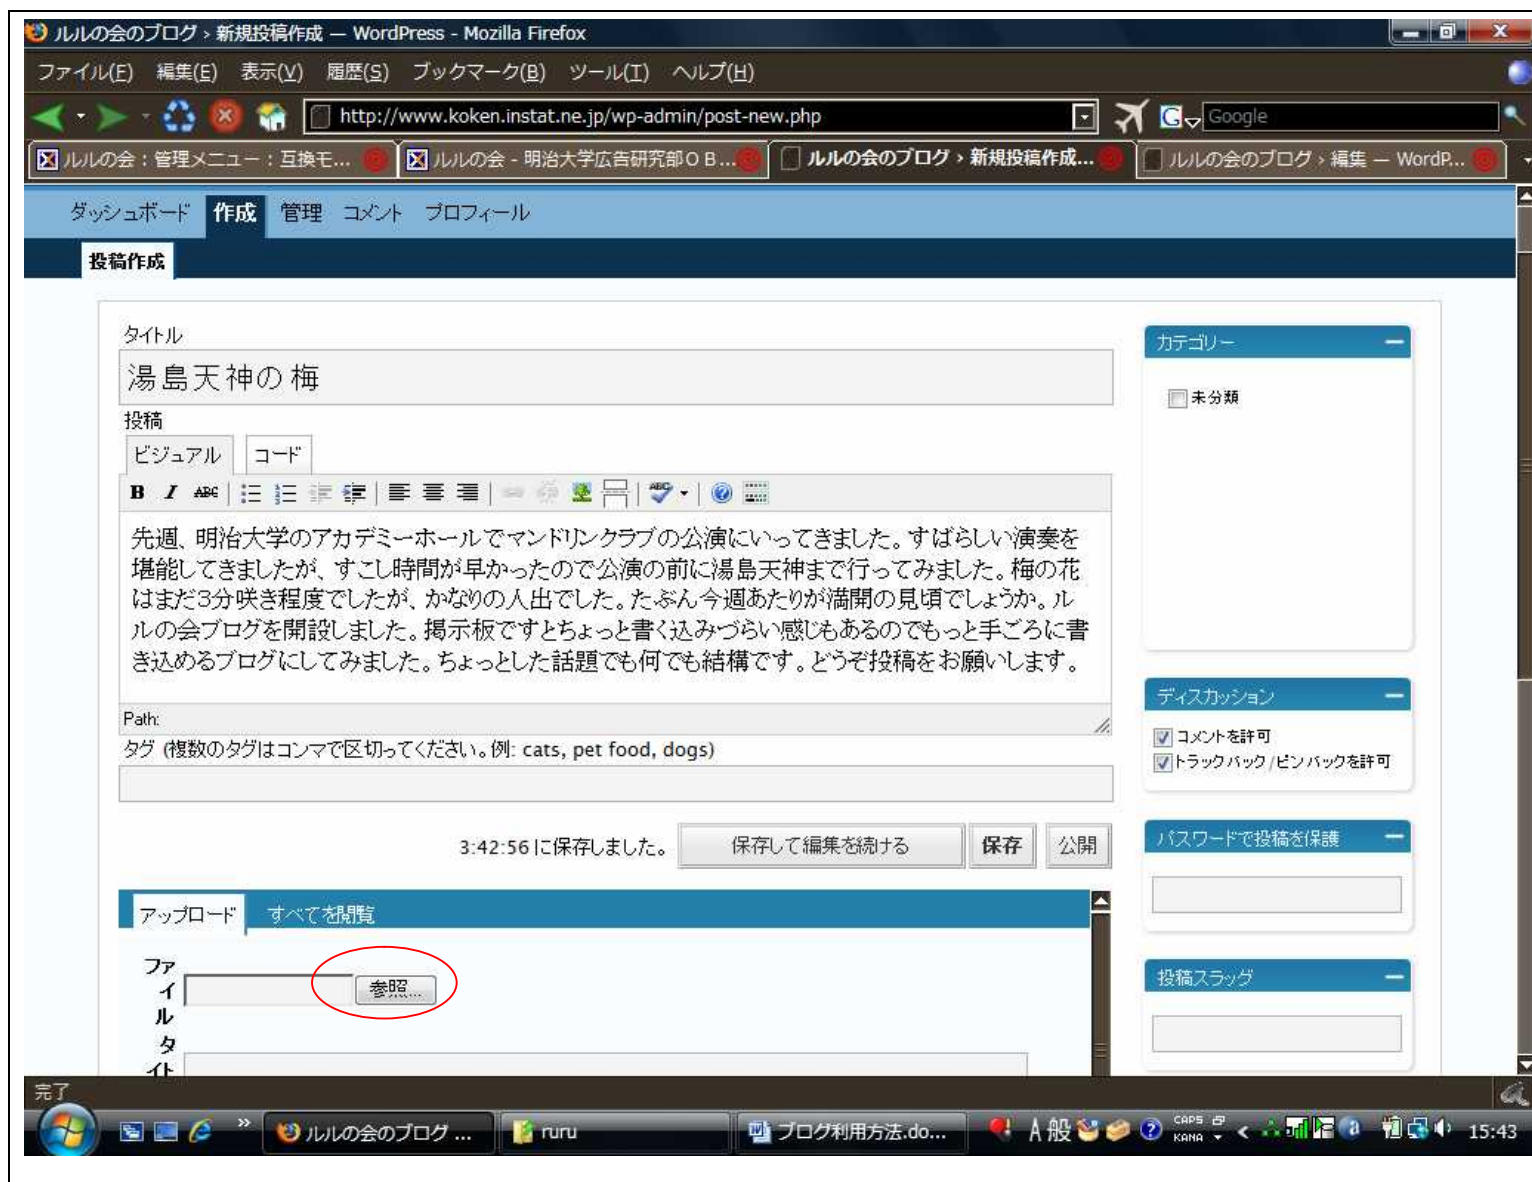 ルルの会のブログ › 新規投稿作成 — WordPress - Mozilla Firefox
ファイル(F) 編集(E) 表示(V) 履歴(S) ブックマーク(B) ツール(T) ヘルプ(H)
http://www.koken.instat.ne.jp/wp-admin/post-new.php
G Google
ルルの会：管理メニュー：互換モ... ルルの会 - 明治大学広告研究部ＯＢ... ルルの会のブログ › 新規投稿作成... ルルの会のブログ › 編集 — WordP...
ダッシュボード 作成 管理 コメント プロフィール
投稿作成
タイトル
湯島天神の梅
投稿
ビジュアル コード
B I ABC ABC
先週、明治大学のアカデミーホールでマンドリンクラブの公演にいってきました。すばらしい演奏を
堪能してきましたが、すこし時間が早かったので公演の前に湯島天神まで行ってみました。梅の花
はまだ3分咲き程度でしたが、かなりの人出でした。たぶん今週あたりが満開の見頃でしょうか。ル
ルの会ブログを開設しました。掲示板ですとちょっと書く込みづらい感じもあるのでもっと手ごろに書
き込めるブログにしてみました。ちょっとした話題でも何でも結構です。どうぞ投稿をお願いします。
Path:
タグ (複数のタグはコンマで区切ってください。例: cats, pet food, dogs)
3:42:56 に保存しました。 保存して編集を続ける 保存 公開
アップロード すべてを閲覧
ファ
イ
ル
参照...
タ
イト
カテゴリー
未分類
ディスカッション
コメントを許可
トラックバック/ピンバックを許可
パスワードで投稿を保護
投稿スラッグ
完了
ルルの会のブログ ... ruru ブログ利用方法.do... A 般 CAPS KANA 15:43